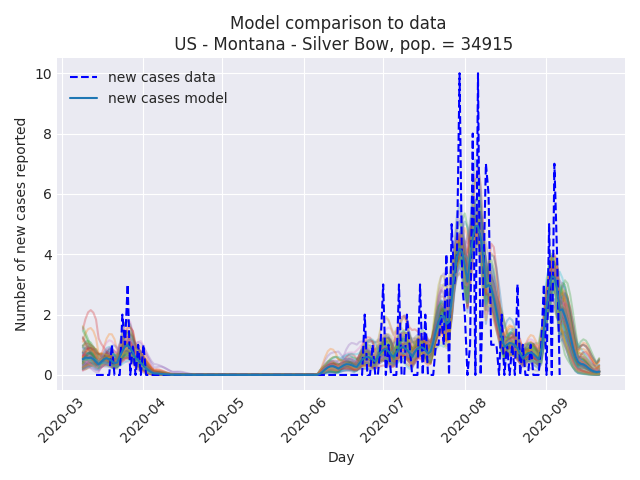 Model comparison to data
US - Montana - Silver Bow, pop. = 34915
new cases data
new cases model
Number of new cases reported
10
8
6
4
2
0
2020-03
2020-04
2020-05
2020-06
2020-07
2020-08
2020-09
Day